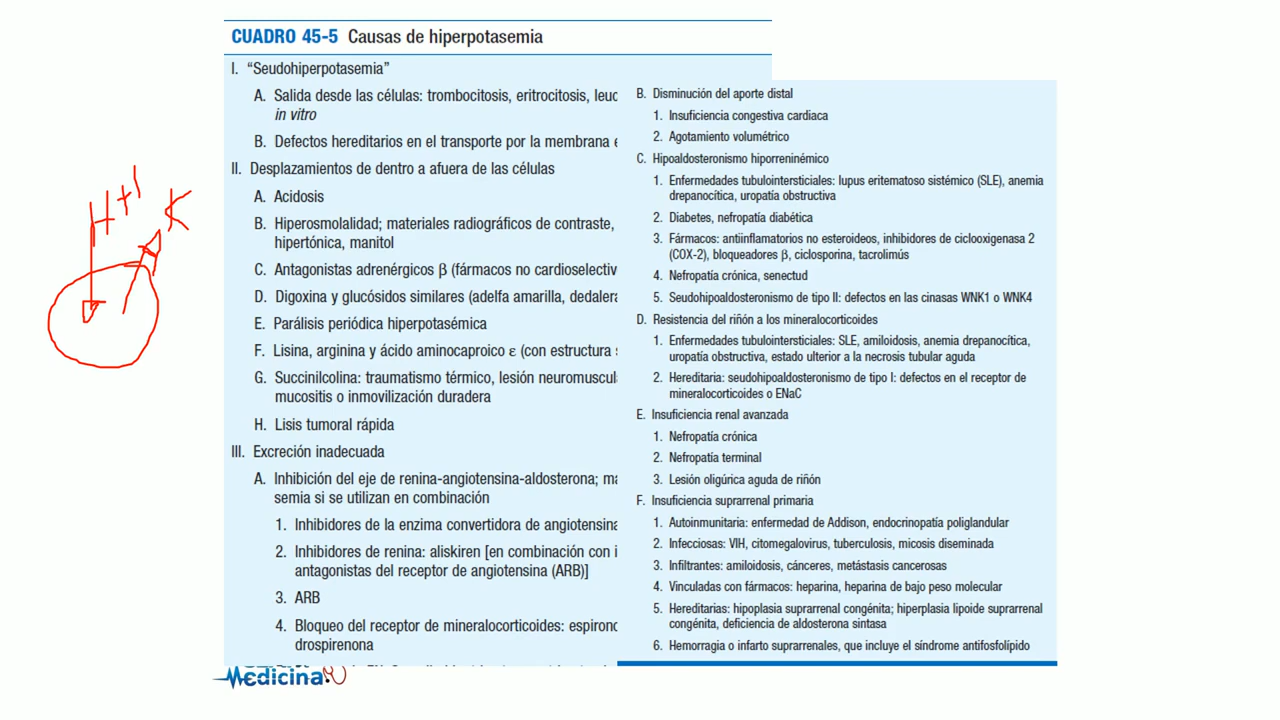 CUADRO 45-5 Causas de hiperpotasemia
I. “Seudohiperpotasemia”
A. Salida desde las células: trombocitosis, eritrocitosis,
in vitro
B. Defectos hereditarios en el transporte por la membrana
II. Desplazamientos de dentro a afuera de las células
A. Acidosis
B. Hiperosmolalidad; materiales radiográficos de contraste,
hipertónica, manitol
C. Antagonistas adrenérgicos β (fármacos no
D. Digoxina y glucósidos similares (adelfa amarilla,
E. Parálisis periódica hiperpotasémica
F. Lisina, arginina y ácido aminocaproico ε (con estructura
G. Succinilcolina: traumatismo térmico, lesión
mucositis o inmovilización duradera
H. Lisis tumoral rápida
III. Excreción inadecuada
A. Inhibición del eje de renina-angiotensina-aldosterona;
semia si se utilizan en combinación
1. Inhibidores de la enzima convertidora de
2. Inhibidores de renina: aliskiren [en combinación con
antagonistas del receptor de angiotensina (ARB)]
3. ARB
4. Bloqueo del receptor de mineralocorticoides:
drospirenona
B. Disminución del aporte distal
1. Insuficiencia congestiva cardiaca
2. Agotamiento volumétrico
C. Hipoaldosteronismo hiporreninémico
1. Enfermedades tubulointersticiales: lupus eritematoso sistémico (SLE), anemia
drepanocítica, uropatía obstructiva
2. Diabetes, nefropatía diabética
3. Fármacos: antiinflamatorios no esteroideos, inhibidores de ciclooxigenasa 2
(COX-2), bloqueadores β, ciclosporina, tacrolimús
4. Nefropatía crónica, senectud
5. Seudohipoaldosteronismo de tipo II: defectos en las cinasas WNK1 o WNK4
D. Resistencia del riñón a los mineralocorticoides
1. Enfermedades tubulointersticiales: SLE, amiloidosis, anemia drepanocítica,
uropatía obstructiva, estado ulterior a la necrosis tubular aguda
2. Hereditaria: seudohipoaldosteronismo de tipo I: defectos en el receptor de
mineralocorticoides o ENaC
E. Insuficiencia renal avanzada
1. Nefropatía crónica
2. Nefropatía terminal
3. Lesión oligúrica aguda de riñón
F. Insuficiencia suprarrenal primaria
1. Autoinmunitaria: enfermedad de Addison, endocrinopatía poliglandular
2. Infecciosas: VIH, citomegalovirus, tuberculosis, micosis diseminada
3. Infiltrantes: amiloidosis, cánceres, metástasis cancerosas
4. Vinculadas con fármacos: heparina, heparina de bajo peso molecular
5. Hereditarias: hipoplasia suprarrenal congénita; hiperplasia lipoide suprarrenal
congénita, deficiencia de aldosterona sintasa
6. Hemorragia o infarto suprarrenales, que incluye el síndrome antifosfolípido
H+
K
Medicina